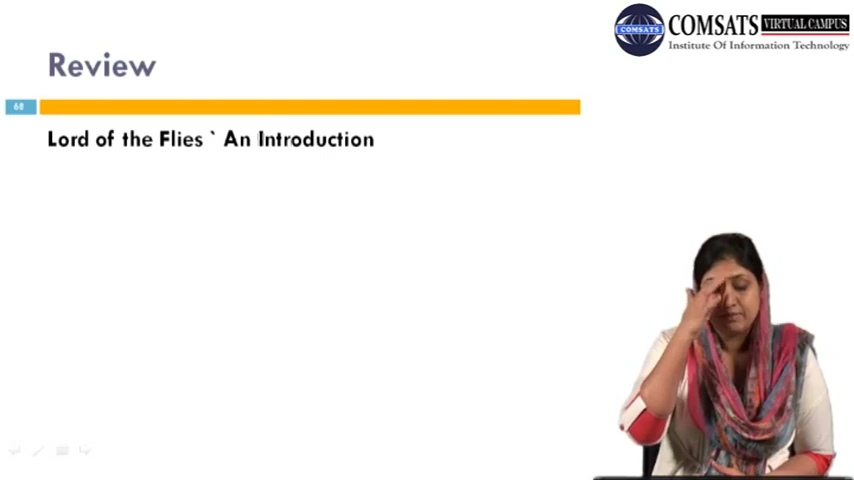 COMSATS VIRTUAL CAMPUS
COMSATS
Institute Of Information Technology
Review
68
Lord of the Flies ` An Introduction